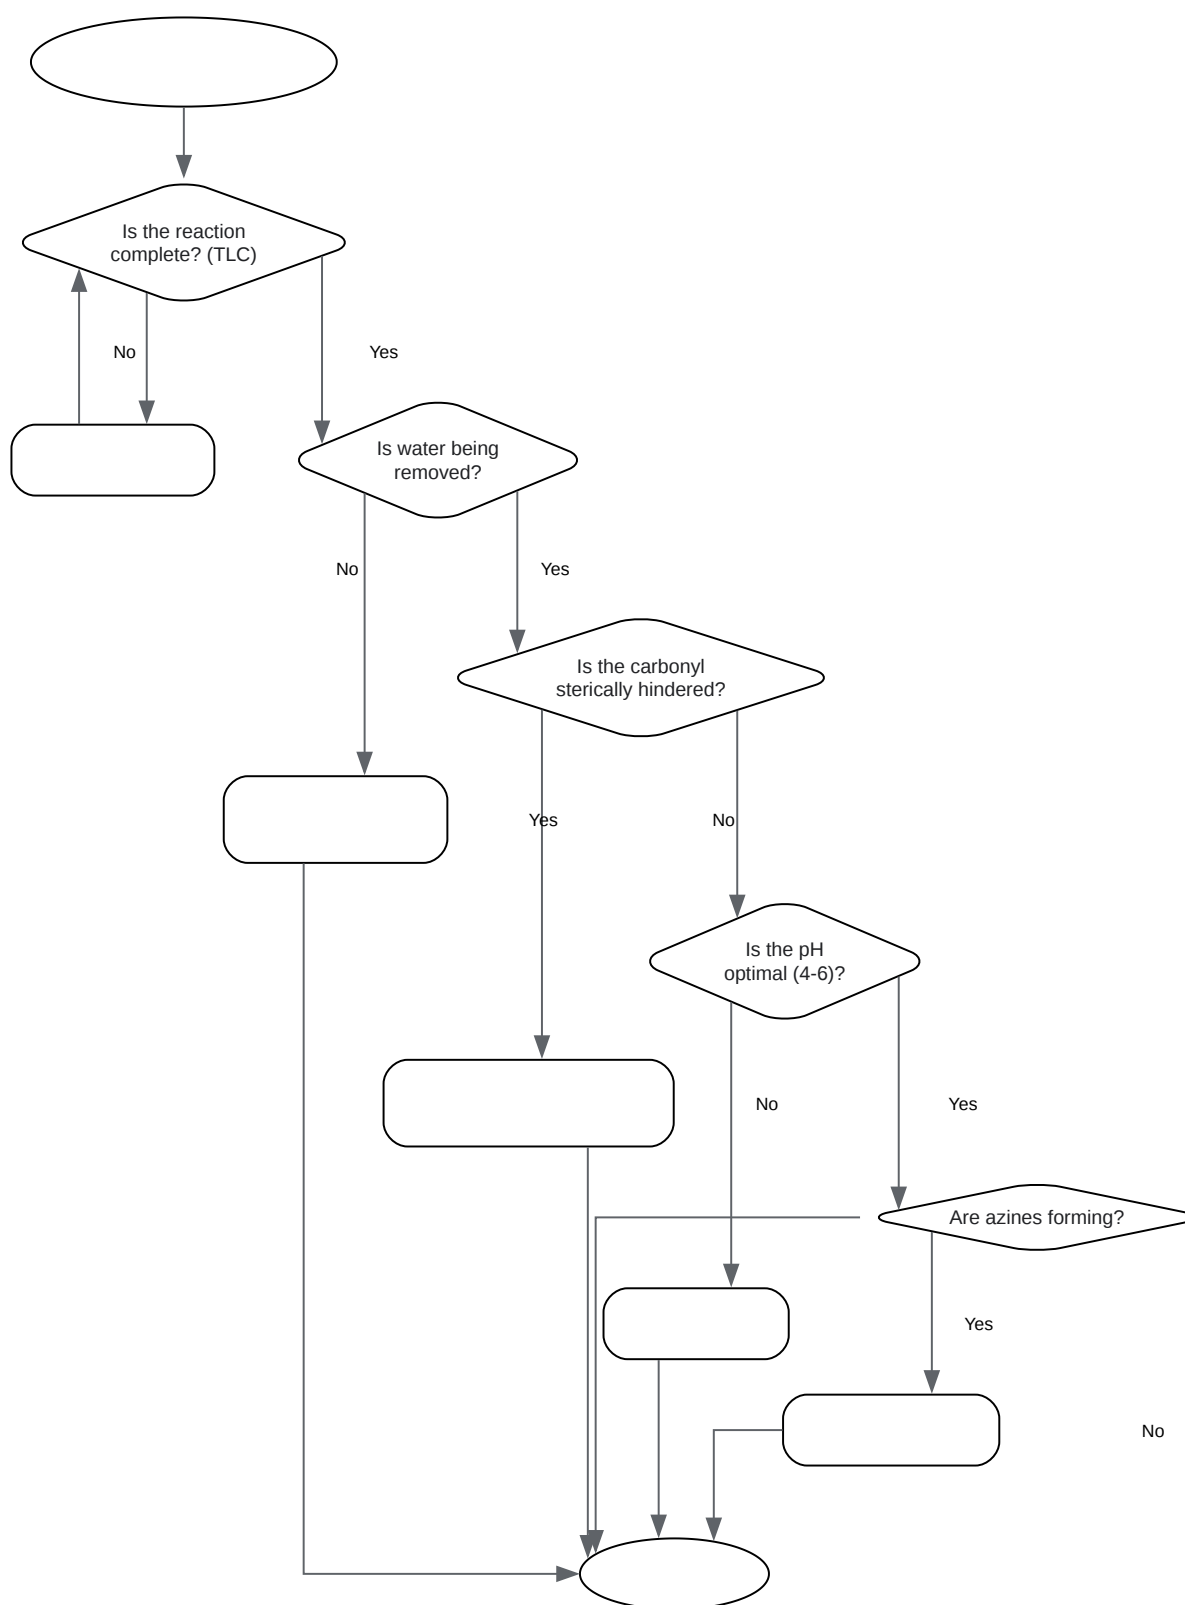 Is the reaction
complete? (TLC)
No
Yes
Is water being
removed?
No
Yes
Is the carbonyl
sterically hindered?
Yes
No
Is the pH
optimal (4-6)?
No
Yes
Are azines forming?
Yes
No